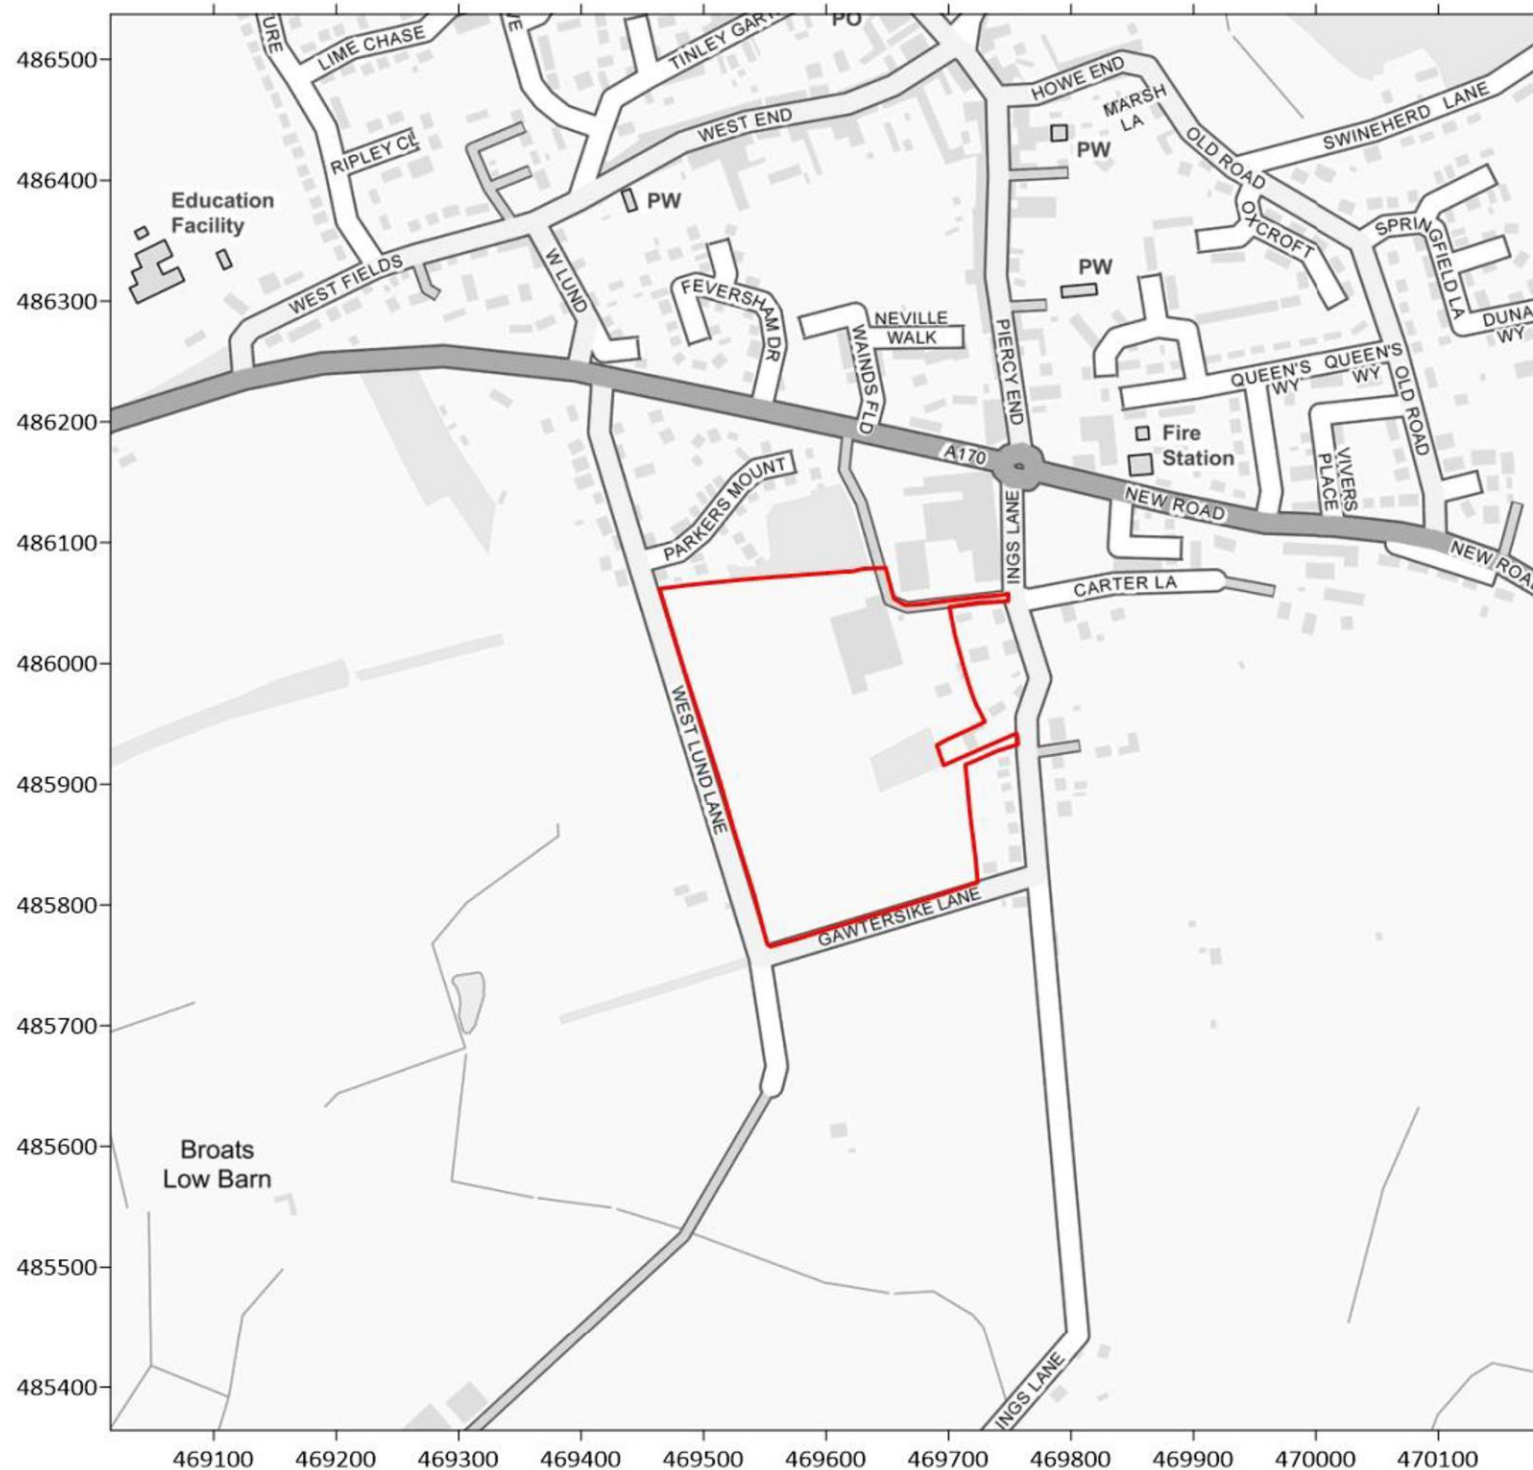 486500
486400
486300
486200
486100
486000
485900
485800
485700
485600
485500
485400
469100
469200
469300
469400
469500
469600
469700
469800
469900
470000
470100
URE
LIME CHASE
VE
TINLEY GART
PO
HOWE END
MARSH
LA
OLD ROAD
SWINEHERD LANE
WEST END
RIPLEY CL
PW
PW
Education
Facility
WEST FIELDS
W LUND
FEVERSHAM DR
NEVILLE
WALK
WAINDS FLD
PIERCY END
PW
OXCROFT
SPRINGFIELD LA
DUNA
WY
QUEEN'S
WY
QUEEN'S
WY
OLD ROAD
Fire
Station
VIVERS
PLACE
A170
NEW ROAD
NEW ROA
PARKERS MOUNT
INGS LANE
CARTER LA
WEST LUND LANE
GAWTERSIKE LANE
Broats
Low Barn
INGS LANE